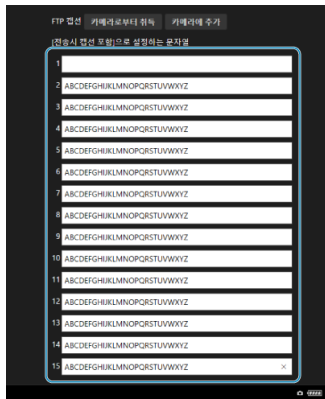 FTP 캡션 카메라로부터 취득 카메라에 추가
[전송시 캡션 포함]으로 설정하는 문자열
1
2 ABCDEFGHIJKLMNOPQRSTUVWXYZ
3 ABCDEFGHIJKLMNOPQRSTUVWXYZ
4 ABCDEFGHIJKLMNOPQRSTUVWXYZ
5 ABCDEFGHIJKLMNOPQRSTUVWXYZ
6 ABCDEFGHIJKLMNOPQRSTUVWXYZ
7 ABCDEFGHIJKLMNOPQRSTUVWXYZ
8 ABCDEFGHIJKLMNOPQRSTUVWXYZ
9 ABCDEFGHIJKLMNOPQRSTUVWXYZ
10 ABCDEFGHIJKLMNOPQRSTUVWXYZ
11 ABCDEFGHIJKLMNOPQRSTUVWXYZ
12 ABCDEFGHIJKLMNOPQRSTUVWXYZ
13 ABCDEFGHIJKLMNOPQRSTUVWXYZ
14 ABCDEFGHIJKLMNOPQRSTUVWXYZ
15 ABCDEFGHIJKLMNOPQRSTUVWXYZ